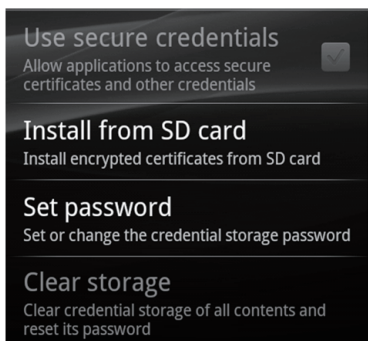 Use secure credentials
Allow applications to access secure
certificates and other credentials
Install from SD card
Install encrypted certificates from SD card
Set password
Set or change the credential storage password
Clear storage
Clear credential storage of all contents and
reset its password